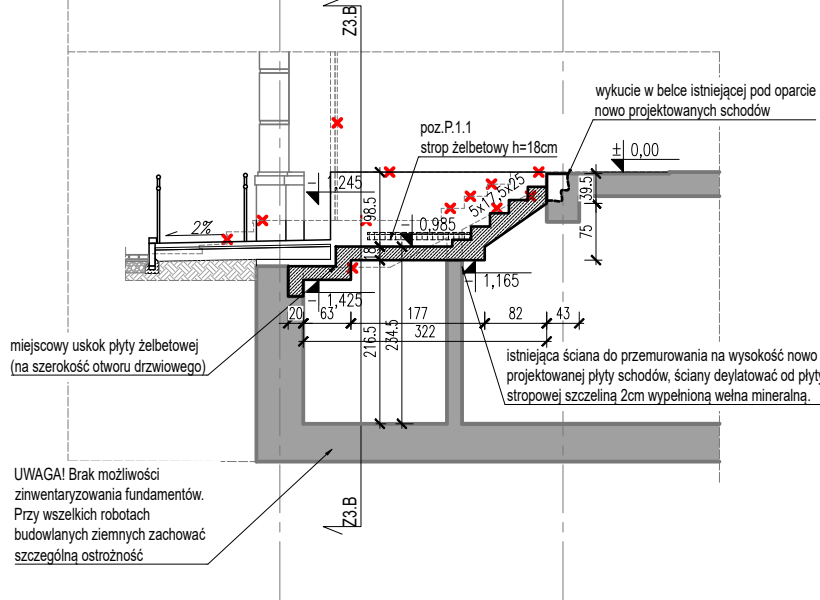 Z3.B
wykucie w belce istniejącej pod oparcie
nowo projektowanych schodów
poz.P.1.1
strop żelbetowy h=18cm
± 0,00
1,245
39.5
5x17,5x25
98.5
2%
- 0,985
75
18
- 1,165
- 1,425
20
63
177
82
43
322
216.5
234.5
miejscowy uskok płyty żelbetowej
(na szerokość otworu drzwiowego)
istniejąca ściana do przemurowania na wysokość nowo
projektowanej płyty schodów, ściany deylatować od płyty
stropowej szczeliną 2cm wypełnioną wełna mineralną.
UWAGA! Brak możliwości
zinwentaryzowania fundamentów.
Przy wszelkich robotach
budowlanych ziemnych zachować
szczególną ostrożność
Z3.B